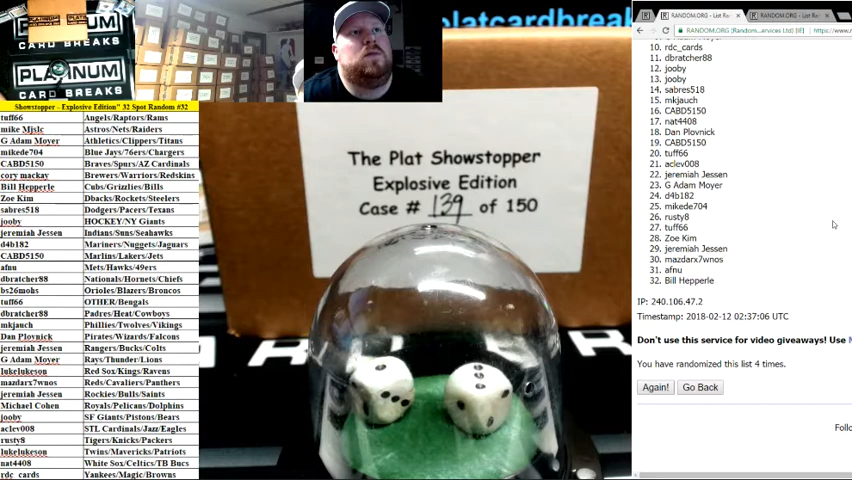 PLATINUM
CARD BREAKS
PLATINUM
CARD BREAKS
platcardbreak
Showstopper - Explosive Edition" 32 Spot Random #32
tuff66 Angels/Raptors/Rams
mike Mjslc Astros/Nets/Raiders
G Adam Moyer Athletics/Clippers/Titans
mikede704 Blue Jays/76ers/Chargers
CABD5150 Braves/Spurs/AZ Cardinals
cory mackay Brewers/Warriors/Redskins
Bill Hepperle Cubs/Grizzlies/Bills
Zoe Kim Dbacks/Rockets/Steelers
sabres518 Dodgers/Pacers/Texans
jooby HOCKEY/NY Giants
jeremiah Jessen Indians/Suns/Seahawks
d4b182 Mariners/Nuggets/Jaguars
CABD5150 Marlins/Lakers/Jets
afnu Mets/Hawks/49ers
dbratcher88 Nationals/Hornets/Chiefs
bs26mohs Orioles/Blazers/Broncos
tuff66 OTHER/Bengals
dbratcher88 Padres/Heat/Cowboys
mkjauch Phillies/Twolves/Vikings
Dan Plovnick Pirates/Wizards/Falcons
jeremiah Jessen Rangers/Bucks/Colts
G Adam Moyer Rays/Thunder/Lions
lukelukeson Red Sox/Kings/Ravens
mazdarx7wnos Reds/Cavaliers/Panthers
jeremiah Jessen Rockies/Bulls/Saints
Michael Cohen Royals/Pelicans/Dolphins
jooby SF Giants/Pistons/Bears
aclev008 STL Cardinals/Jazz/Eagles
rusty8 Tigers/Knicks/Packers
lukelukeson Twins/Mavericks/Patriots
nat4408 White Sox/Celtics/TB Bucs
rdc_cards Yankees/Magic/Browns
The Plat Showstopper
Explosive Edition
Case # 139 of 150
RANDOM.ORG - List Ra
RANDOM.ORG - List Ra
RANDOM.ORG (Random...ervices Ltd) [IE]
https://www.
10. rdc_cards
11. dbratcher88
12. jooby
13. jooby
14. sabres518
15. mkjauch
16. CABD5150
17. nat4408
18. Dan Plovnick
19. CABD5150
20. tuff66
21. aclev008
22. jeremiah Jessen
23. G Adam Moyer
24. d4b182
25. mikede704
26. rusty8
27. tuff66
28. Zoe Kim
29. jeremiah Jessen
30. mazdarx7wnos
31. afnu
32. Bill Hepperle
IP: 240.106.47.2
Timestamp: 2018-02-12 02:37:06 UTC
Don't use this service for video giveaways! Use
You have randomized this list 4 times.
Again!
Go Back
Follo